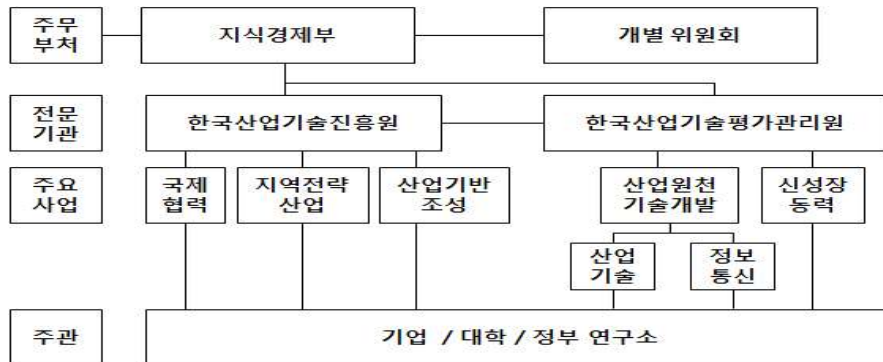 주무
부처
지식경제부
개별 위원회
전문
기관
한국산업기술진흥원
한국산업기술평가관리원
주요
사업
국제
협력
지역전략
산업
산업기반
조성
산업원천
기술개발
신성장
동력
산업
기술
정보
통신
주관
기업 / 대학 / 정부 연구소